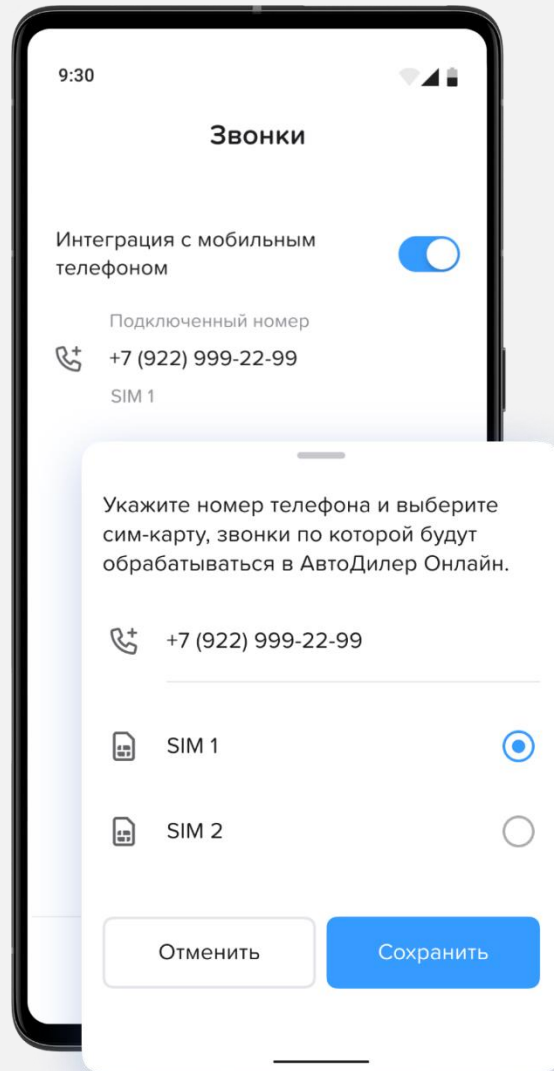 9:30
Звонки
Интеграция с мобильным
телефоном
Подключенный номер
+7 (922) 999-22-99
SIM 1
Укажите номер телефона и выберите
сим-карту, звонки по которой будут
обрабатываться в АвтоДилер Онлайн.
+7 (922) 999-22-99
SIM 1
SIM 2
Отменить
Сохранить